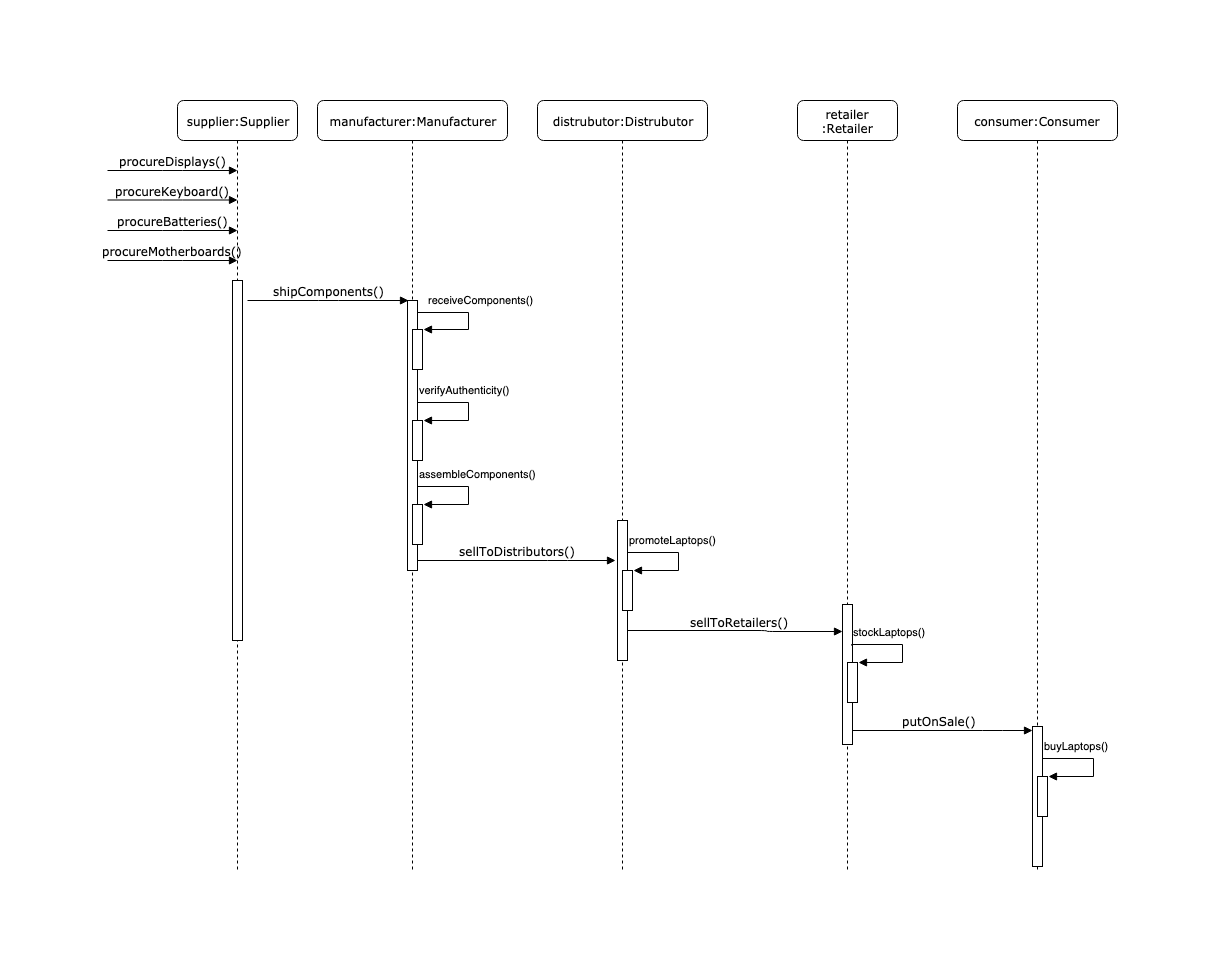 supplier:Supplier
manufacturer:Manufacturer
distrubutor:Distrubutor
retailer
:Retailer
consumer:Consumer
procureDisplays()
procureKeyboard()
procureBatteries()
procureMotherboards()
shipComponents()
receiveComponents()
verifyAuthenticity()
assembleComponents()
promoteLaptops()
sellToDistributors()
sellToRetailers()
stockLaptops()
putOnSale()
buyLaptops()